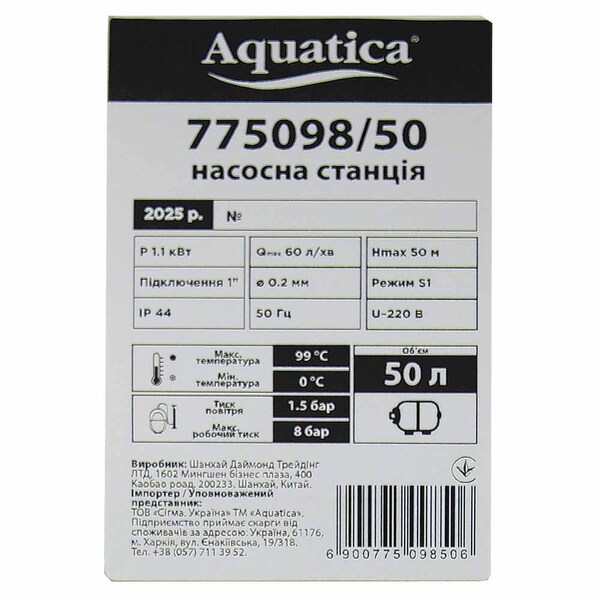 Aquatica®
775098/50
насосна станція
2025 р. №
P 1.1 кВт Qmax 60 л/хв Hmax 50 м
Підключення 1" ø 0.2 мм Режим S1
IP 44 50 Гц U~220 В
Макс. температура 99 °C
Мін. температура 0 °C
Об'єм
50 л
Тиск повітря 1.5 бар
Макс. робочий тиск 8 бар
Виробник: Шанхай Даймонд Трейдінг
ЛТД, 1602 Мингшен бізнес плаза, 400
Каобао роад, 200233, Шанхай, Китай.
Імпортер / Уповноважений
представник:
ТОВ «Сігма. Україна» ТМ «Aquatica».
Підприємство приймає скарги від
споживачів за адресою: Україна, 61176,
м. Харків, вул. Єнакіївська, 19/318.
Тел. +38 (057) 711 39 52.
6 900775 098506